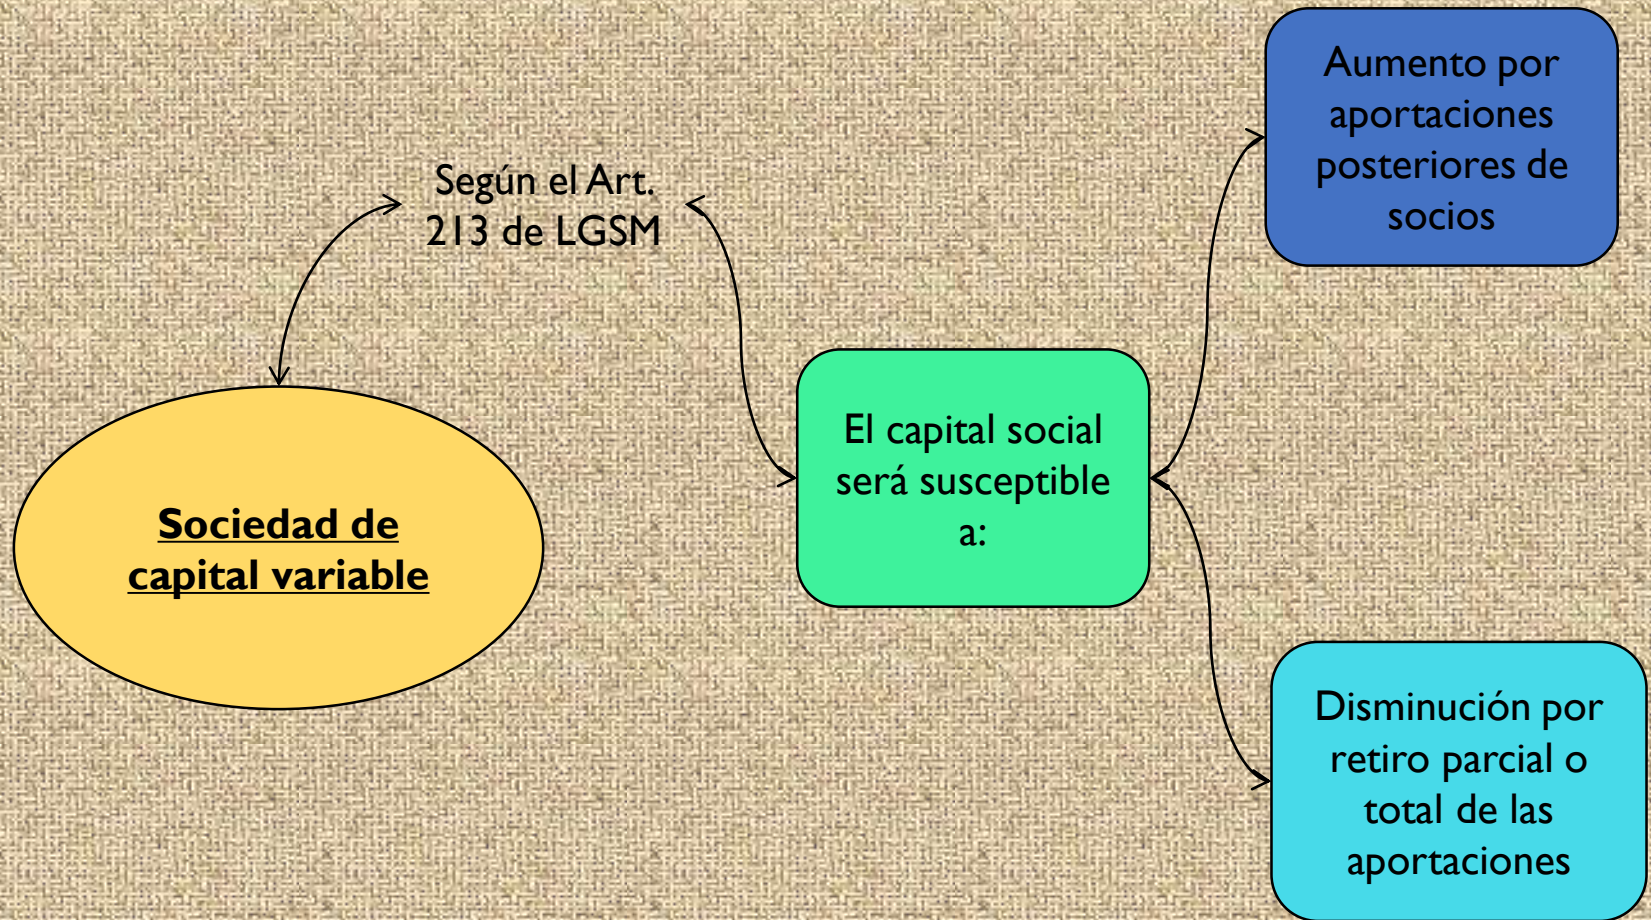 Según el Art.
213 de LGSM
Sociedad de
capital variable
El capital social
será susceptible
a:
Aumento por
aportaciones
posteriores de
socios
Disminución por
retiro parcial o
total de las
aportaciones